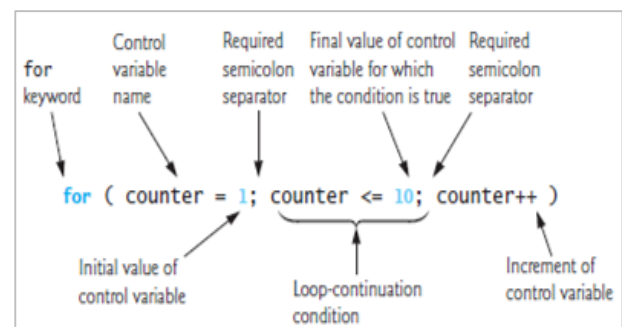 for
keyword
Control
variable
name
Required
semicolon
separator
Final value of control
variable for which
the condition is true
Required
semicolon
separator
for ( counter = 1; counter <= 10; counter++ )
Initial value of
control variable
Loop-continuation
condition
Increment of
control variable